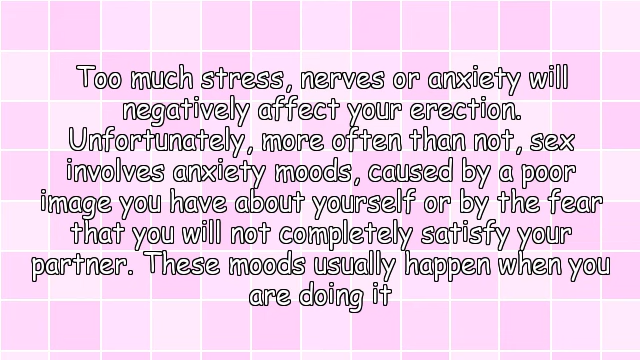 Too much stress, nerves or anxiety will
negatively affect your erection.
Unfortunately, more often than not, sex
involves anxiety moods, caused by a poor
image you have about yourself or by the fear
that you will not completely satisfy your
partner. These moods usually happen when you
are doing it